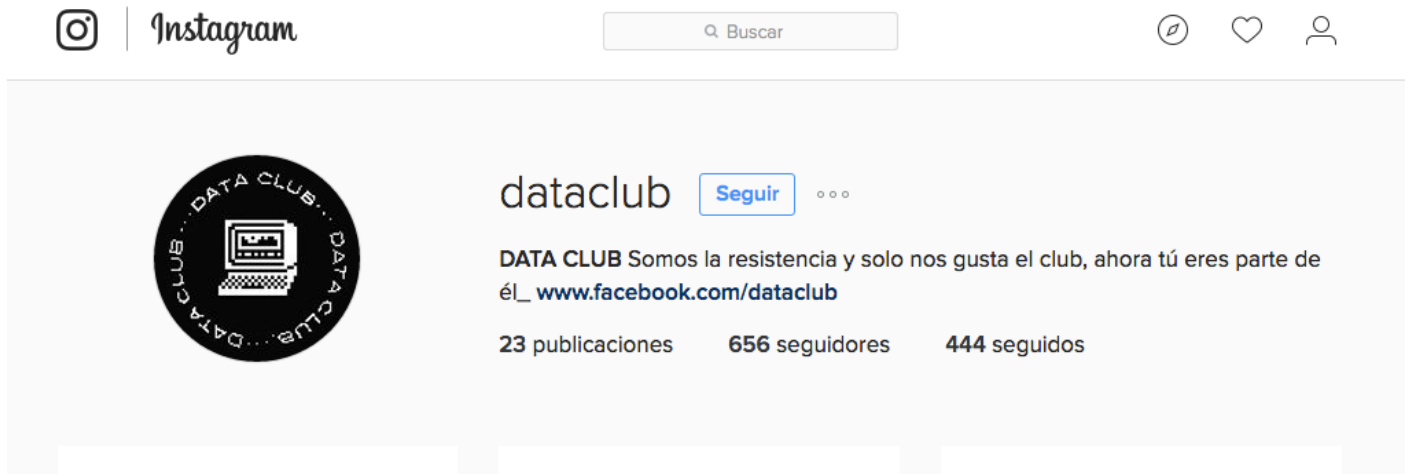 Instagram
Buscar
DATA CLUB...DATA CLUB...DATA CLUB...
dataclub Seguir
DATA CLUB Somos la resistencia y solo nos gusta el club, ahora tú eres parte de
él_ www.facebook.com/dataclub
23 publicaciones 656 seguidores 444 seguidos